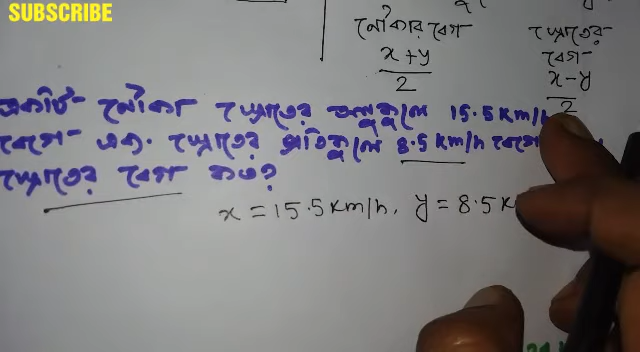 SUBSCRIBE
নৌকার বেগ
x+y
2
স্রোতের
বেগ
x-y
2
একটি নৌকা স্রোতের অনুকূলে 15.5 km/h
বেগে এবং স্রোতের প্রতিকূলে 8.5 km/h বেগে
স্রোতের বেগ কত?
x = 15.5 km/h, y = 8.5 k